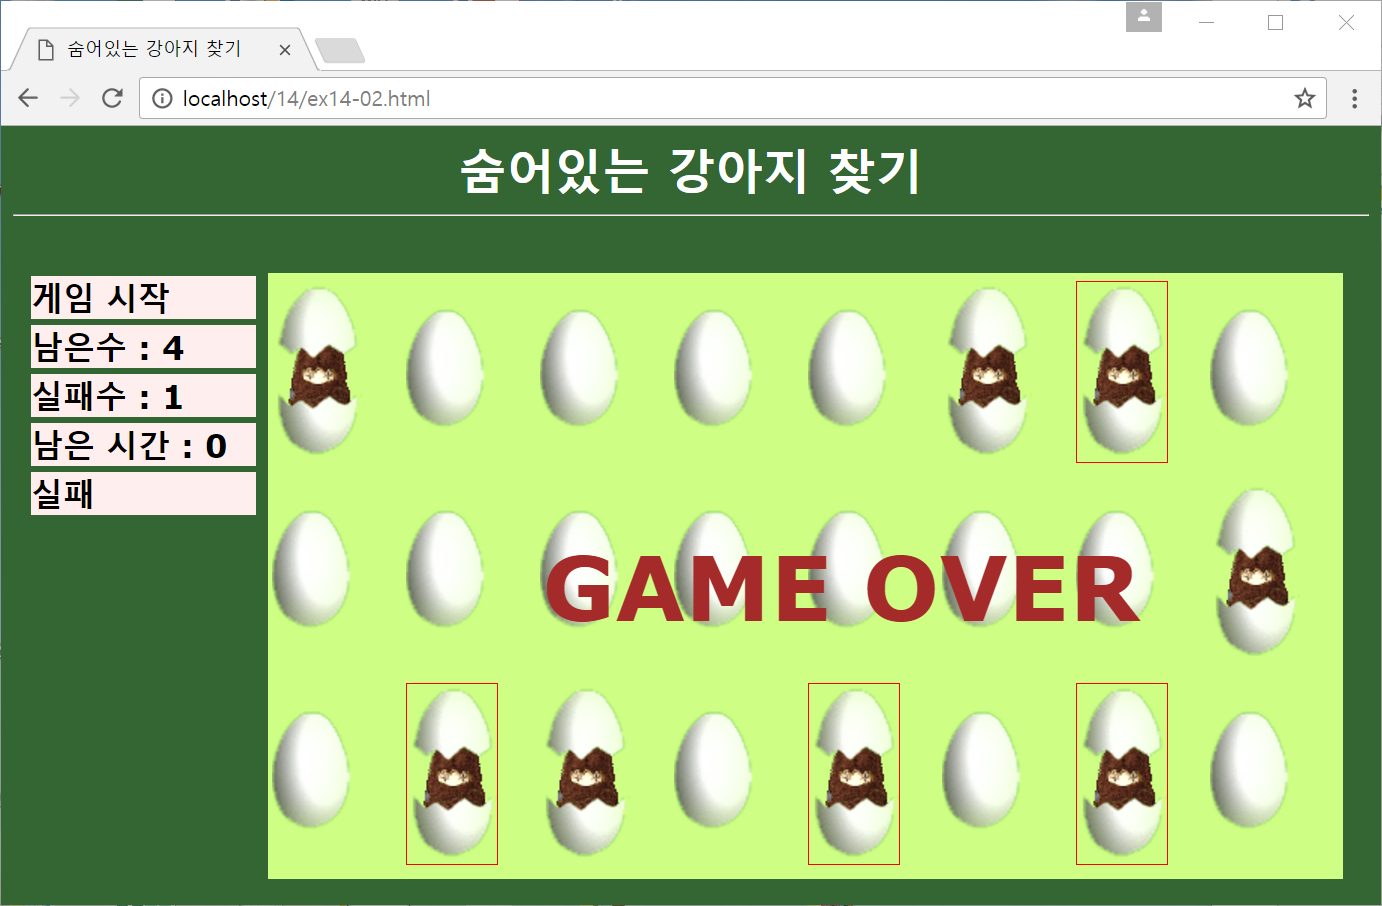 숨어있는 강아지 찾기
localhost/14/ex14-02.html
숨어있는 강아지 찾기
게임 시작
남은수 : 4
실패수 : 1
남은 시간 : 0
실패
GAME OVER